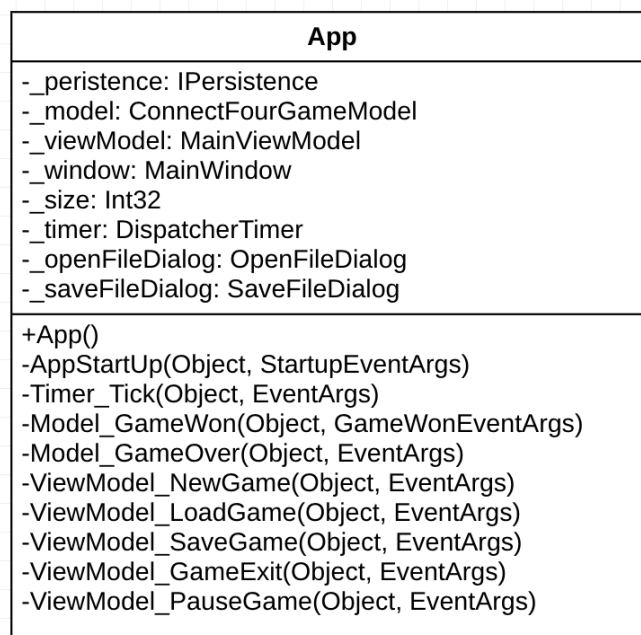 App
-_peristence: IPersistence
-_model: ConnectFourGameModel
-_viewModel: MainViewModel
-_window: MainWindow
-_size: Int32
-_timer: DispatcherTimer
-_openFileDialog: OpenFileDialog
-_saveFileDialog: SaveFileDialog
+App()
-AppStartUp(Object, StartupEventArgs)
-Timer_Tick(Object, EventArgs)
-Model_GameWon(Object, GameWonEventArgs)
-Model_GameOver(Object, EventArgs)
-ViewModel_NewGame(Object, EventArgs)
-ViewModel_LoadGame(Object, EventArgs)
-ViewModel_SaveGame(Object, EventArgs)
-ViewModel_GameExit(Object, EventArgs)
-ViewModel_PauseGame(Object, EventArgs)